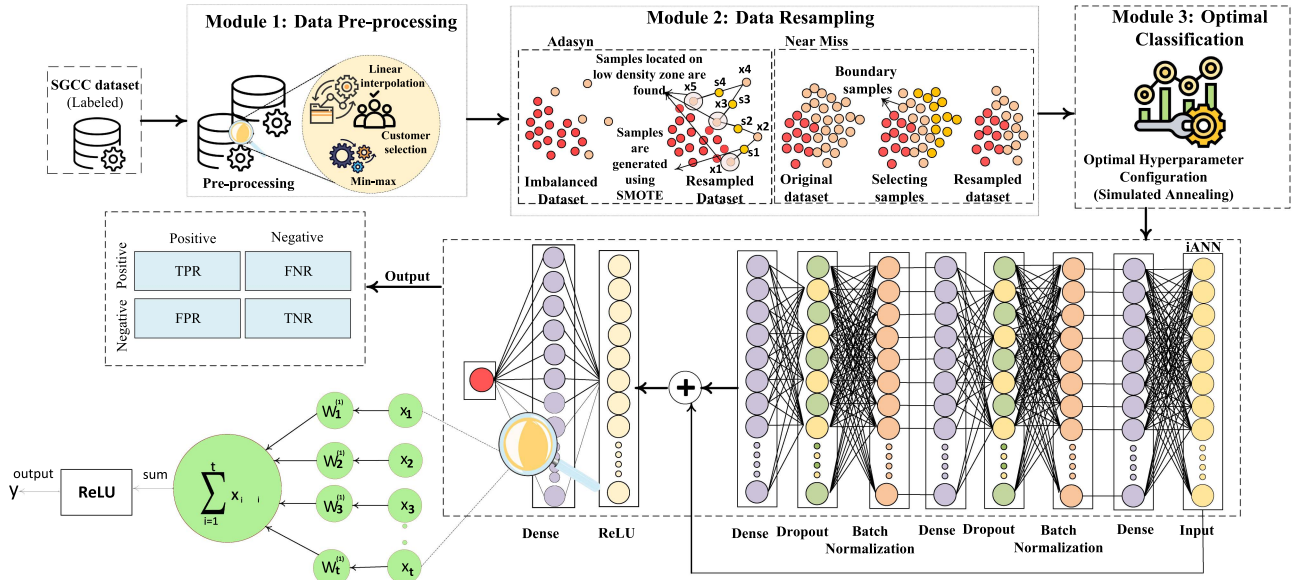 Module 1: Data Pre-processing
SGCC dataset
(Labeled)
Pre-processing
Linear
interpolation
Customer
selection
Min-max
Module 2: Data Resampling
Adasyn
Samples located on
low density zone are
found
Samples
are
generated
using
SMOTE
x5
s4
x4
s3
x3
s2
x2
s1
x1
Imbalanced
Dataset
Resampled
Dataset
Near Miss
Boundary
samples
Original
dataset
Selecting
samples
Resampled
dataset
Module 3: Optimal
Classification
Optimal Hyperparameter
Configuration
(Simulated Annealing)
iANN
Positive
Negative
Positive
TPR
FNR
Negative
FPR
TNR
Output
+
Dense
ReLU
Dense
Dropout
Batch
Normalization
Dense
Dropout
Batch
Normalization
Dense
Input
W1(1)
x1
W2(1)
x2
W3(1)
x3
Wt(1)
xt
t
∑ x i i
i=1
sum
ReLU
output
y